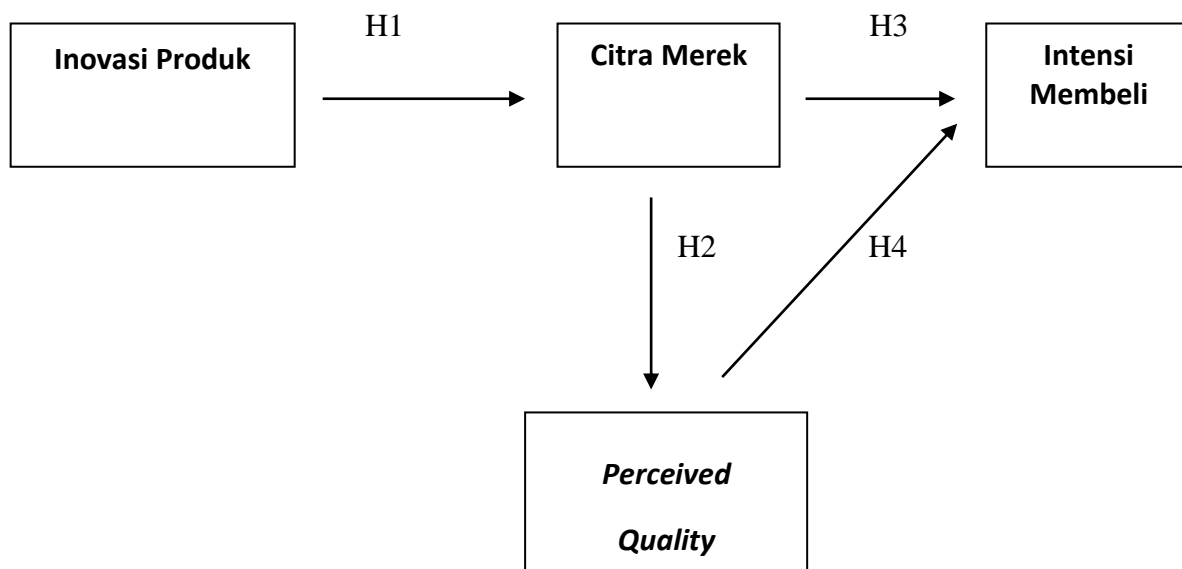 H1
H3
Inovasi Produk
Citra Merek
Intensi
Membeli
H2
H4
Perceived
Quality